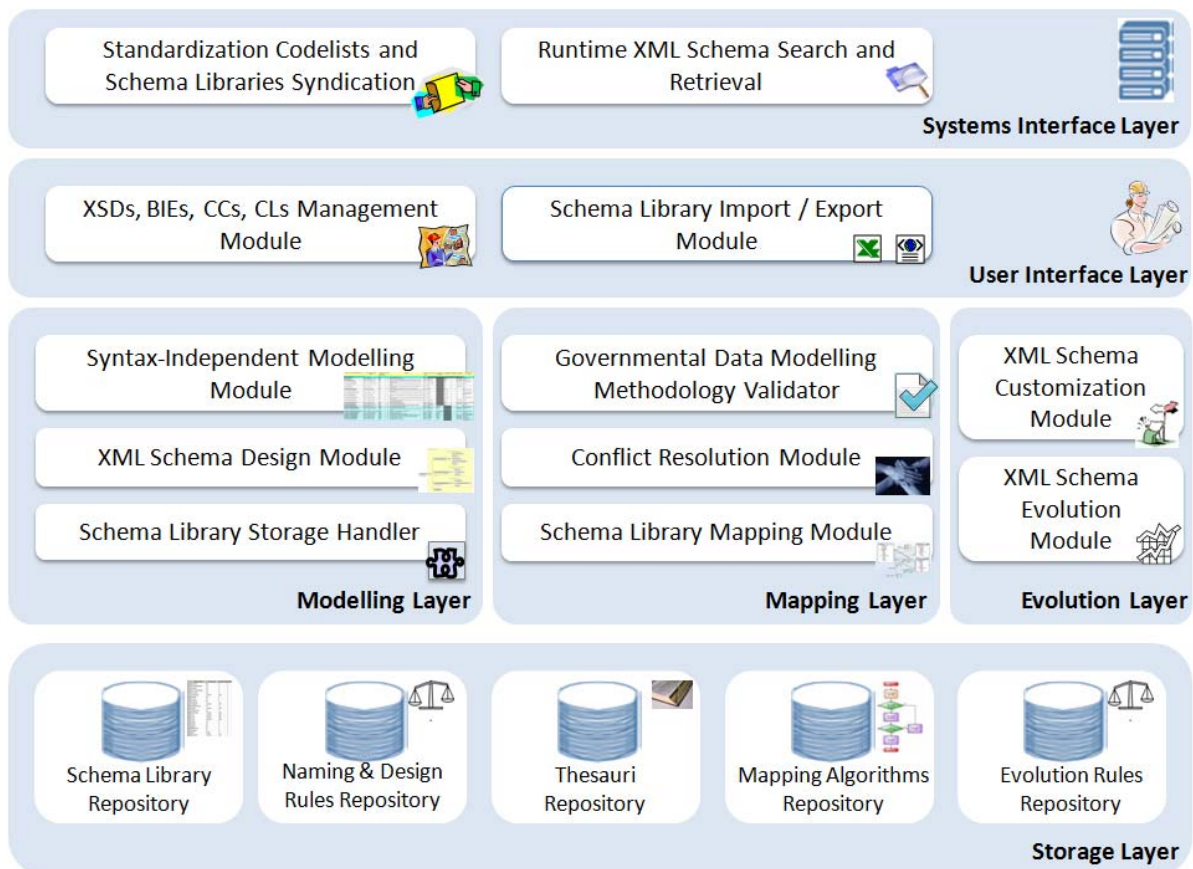 Standardization Codelists and
Schema Libraries Syndication
Runtime XML Schema Search and
Retrieval
Systems Interface Layer
XSDs, BIEs, CCs, CLs Management
Module
Schema Library Import / Export
Module
User Interface Layer
Syntax-Independent Modelling
Module
XML Schema Design Module
Schema Library Storage Handler
Modelling Layer
Governmental Data Modelling
Methodology Validator
Conflict Resolution Module
Schema Library Mapping Module
Mapping Layer
XML Schema
Customization
Module
XML Schema
Evolution
Module
Evolution Layer
Schema Library
Repository
Naming & Design
Rules Repository
Thesauri
Repository
Mapping Algorithms
Repository
Evolution Rules
Repository
Storage Layer